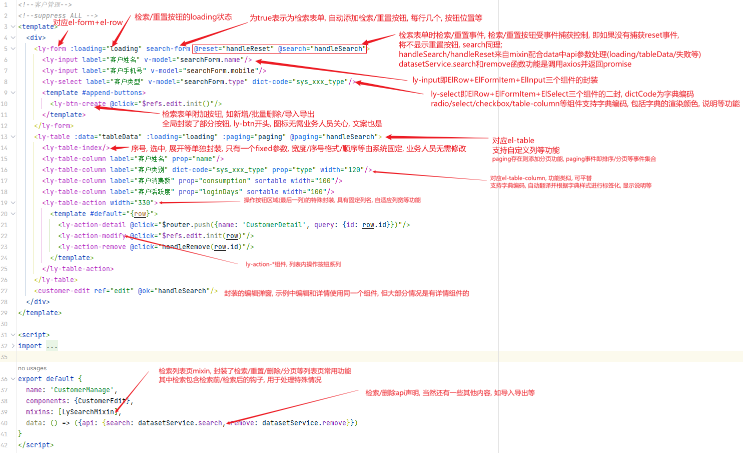 <!--客户管理-->
<!--suppress ALL -->
<template>
<div>
<ly-form :loading="loading" search-form @reset="handleReset" @search="handleSearch">
<ly-input label="客户姓名" v-model="searchForm.name"/>
<ly-input label="客户手机号" v-model="searchForm.mobile"/>
<ly-select label="客户类型" v-model="searchForm.type" dict-code="sys_xxx_type"/>
<template #append-buttons>
<ly-btn-create @click="$refs.edit.init()"/>
</template>
</ly-form>
<ly-table :data="tableData" :loading="loading" :paging="paging" @paging="handleSearch">
<ly-table-index/>
<ly-table-column label="客户姓名" prop="name"/>
<ly-table-column label="客户类别" dict-code="sys_xxx_type" prop="type" width="120"/>
<ly-table-column label="客户消费额" prop="consumption" sortable width="100"/>
<ly-table-column label="客户活跃度" prop="loginDays" sortable width="100"/>
<ly-table-action width="330">
<template #default="{row}">
<ly-action-detail @click="$router.push({name: 'CustomerDetail', query: {id: row.id}})"/>
<ly-action-modify @click="$refs.edit.init(row)"/>
<ly-action-remove @click="handleRemove(row.id)"/>
</template>
</ly-table-action>
</ly-table>
<customer-edit ref="edit" @ok="handleSearch"/>
</div>
</template>
<script>
import ...
no usages
export default {
name: 'CustomerManage',
components: {CustomerEdit},
mixins: [LySearchMixin],
data: () => ({api: {search: datasetService.search, remove: datasetService.remove}})
}
</script>
对应el-form+el-row
检索/重置按钮的loading状态
为true表示为检索表单, 自动添加检索/重置按钮, 每行几个, 按钮位置等
检索表单时检索/重置事件, 检索/重置按钮受事件捕获控制, 即如果没有捕获reset事件,
将不显示重置按钮, search同理;
handleSearch/handleReset来自mixin配合data中api参数处理(loading/tableData/失败等)
datasetService.search和remove函数功能是调用axios并返回promise
ly-input即ElRow+ElFormItem+ElInput三个组件的封装
ly-select即ElRow+ElFormItem+ElSelect三个组件的二封, dictCode为字典编码
radio/select/checkbox/table-column等组件支持字典编码, 包括字典的渲染颜色, 说明等功能
检索表单附加按钮, 如新增/批量删除/导入导出
全局封装了部分按钮, ly-btn开头, 图标无需业务人员关心, 文案也是
对应el-table
支持自定义列等功能
paging存在则添加分页功能, paging事件即排序/分页等事件集合
序号, 选中, 展开等单独封装, 只有一个fixed参数, 宽度/序号格式/顺序等由系统固定, 业务人员无需修改
对应el-table-column, 功能类似, 可平替
支持字典编码, 自动翻译并根据字典样式进行标签化, 显示说明等
操作按钮区域(最后一列)的特殊封装, 具有固定列名, 自适应列宽等功能
ly-action-*组件, 列表内操作按钮系列
封装的编辑弹窗, 示例中编辑和详情使用同一个组件, 但大部分情况是有详情组件的
检索列表页mixin, 封装了检索/重置/删除/分页等列表页常用功能
其中检索包含检索前/检索后的钩子, 用于处理特殊情况
检索/删除api声明, 当然还有一些其他内容, 如导入导出等